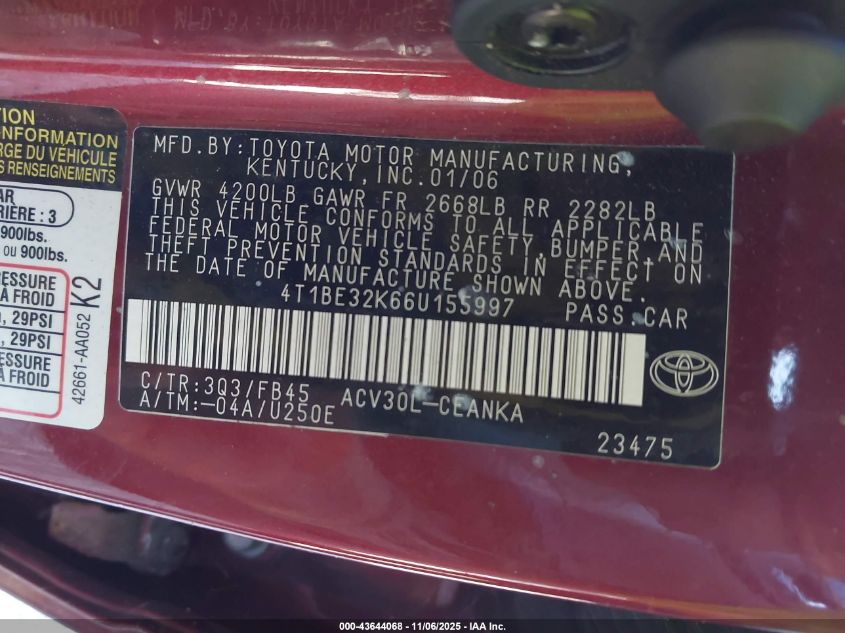 TION
INFORMATION
RGE DU VÉHICULE
S RENSEIGNEMENTS
AR
RIÈRE : 3
900lbs.
OU 900lbs.
PRESSURE
À FROID
, 29PSI
, 29PSI
PRESSURE
À FROID
42661-AA052 K2
MFD.BY:TOYOTA MOTOR MANUFACTURING,
KENTUCKY,INC.01/06
GVWR 4200LB GAWR FR 2668LB RR 2282LB
THIS VEHICLE CONFORMS TO ALL APPLICABLE
FEDERAL MOTOR VEHICLE SAFETY,BUMPER,AND
THEFT PREVENTION STANDARDS IN EFFECT ON
THE DATE OF MANUFACTURE SHOWN ABOVE.
4T1BE32K66U155997 PASS.CAR
C/TR:3Q3/FB45 ACV30L-CEANKA
A/TM:-04A/U250E
23475
000-43644068 - 11/06/2025 - IAA Inc.